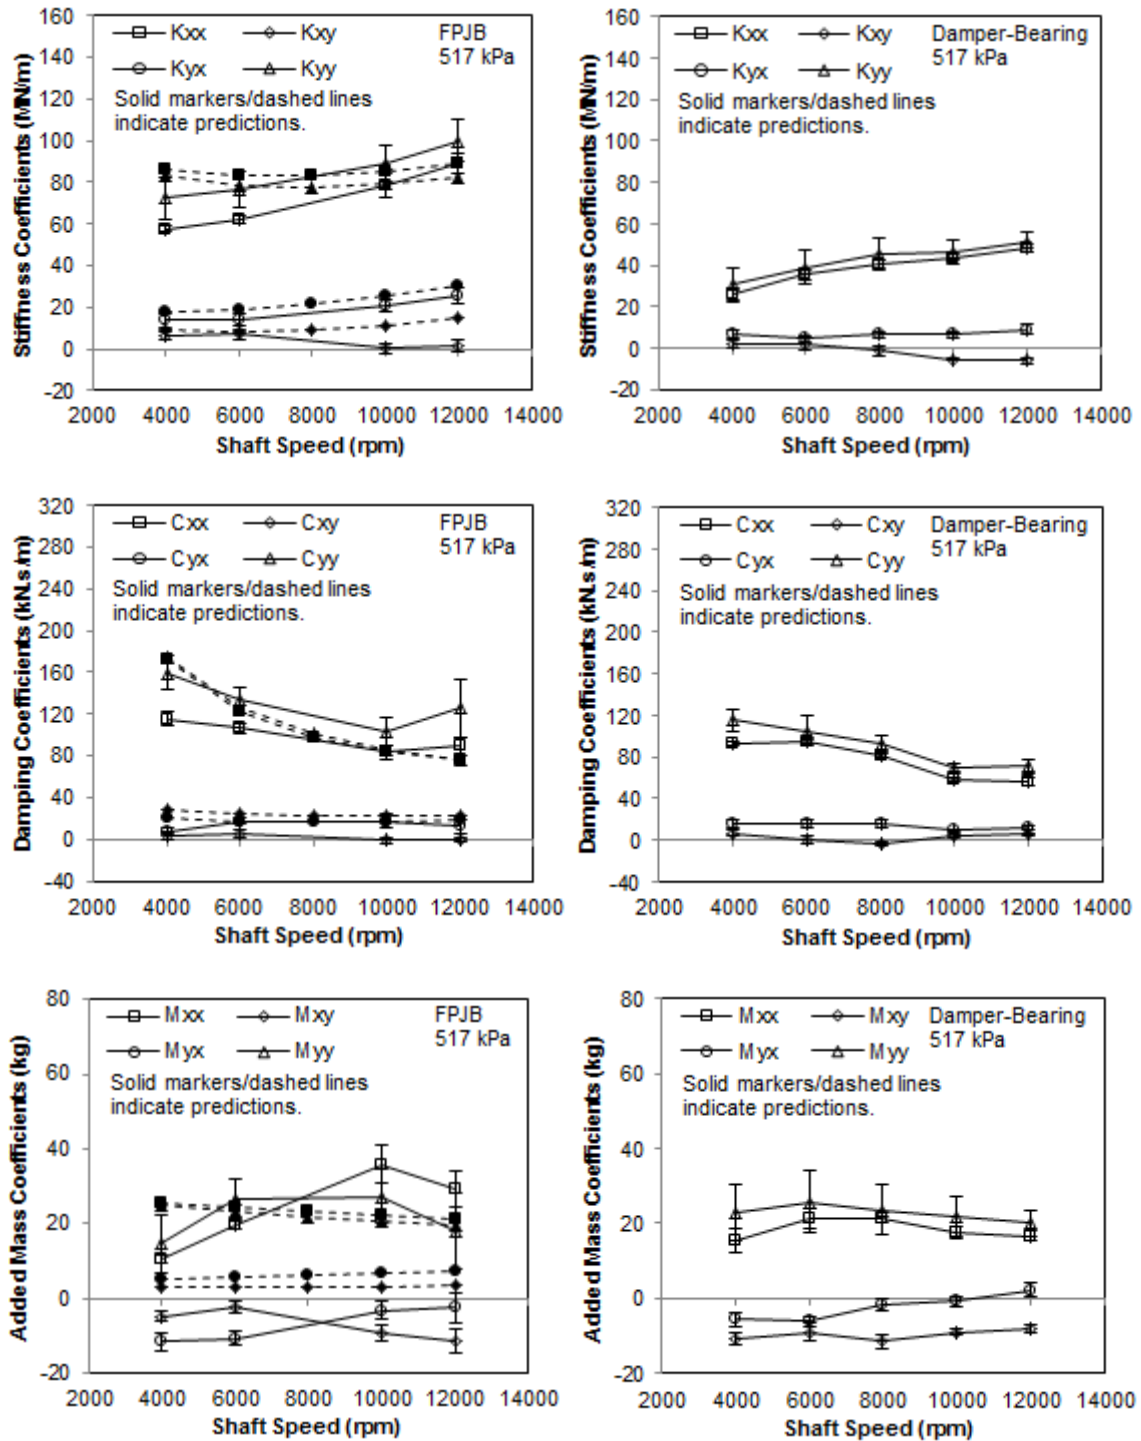 Stiffness Coefficients (MN/m)
160
140
120
100
80
60
40
20
0
-20
Kxx Kxy
Kyx Kyy
FPJB
517 kPa
Solid markers/dashed lines
indicate predictions.
2000 4000 6000 8000 10000 12000 14000
Shaft Speed (rpm)
Stiffness Coefficients (MN/m)
160
140
120
100
80
60
40
20
0
-20
Kxx Kxy
Kyx Kyy
Damper-Bearing
517 kPa
Solid markers/dashed lines
indicate predictions.
2000 4000 6000 8000 10000 12000 14000
Shaft Speed (rpm)
Damping Coefficients (kN.s/m)
320
280
240
200
160
120
80
40
0
-40
Cxx Cxy
Cyx Cyy
FPJB
517 kPa
Solid markers/dashed lines
indicate predictions.
2000 4000 6000 8000 10000 12000 14000
Shaft Speed (rpm)
Damping Coefficients (kN.s/m)
320
280
240
200
160
120
80
40
0
-40
Cxx Cxy
Cyx Cyy
Damper-Bearing
517 kPa
Solid markers/dashed lines
indicate predictions.
2000 4000 6000 8000 10000 12000 14000
Shaft Speed (rpm)
Added Mass Coefficients (kg)
80
60
40
20
0
-20
Mxx Mxy
Myx Myy
FPJB
517 kPa
Solid markers/dashed lines
indicate predictions.
2000 4000 6000 8000 10000 12000 14000
Shaft Speed (rpm)
Added Mass Coefficients (kg)
80
60
40
20
0
-20
Mxx Mxy
Myx Myy
Damper-Bearing
517 kPa
Solid markers/dashed lines
indicate predictions.
2000 4000 6000 8000 10000 12000 14000
Shaft Speed (rpm)